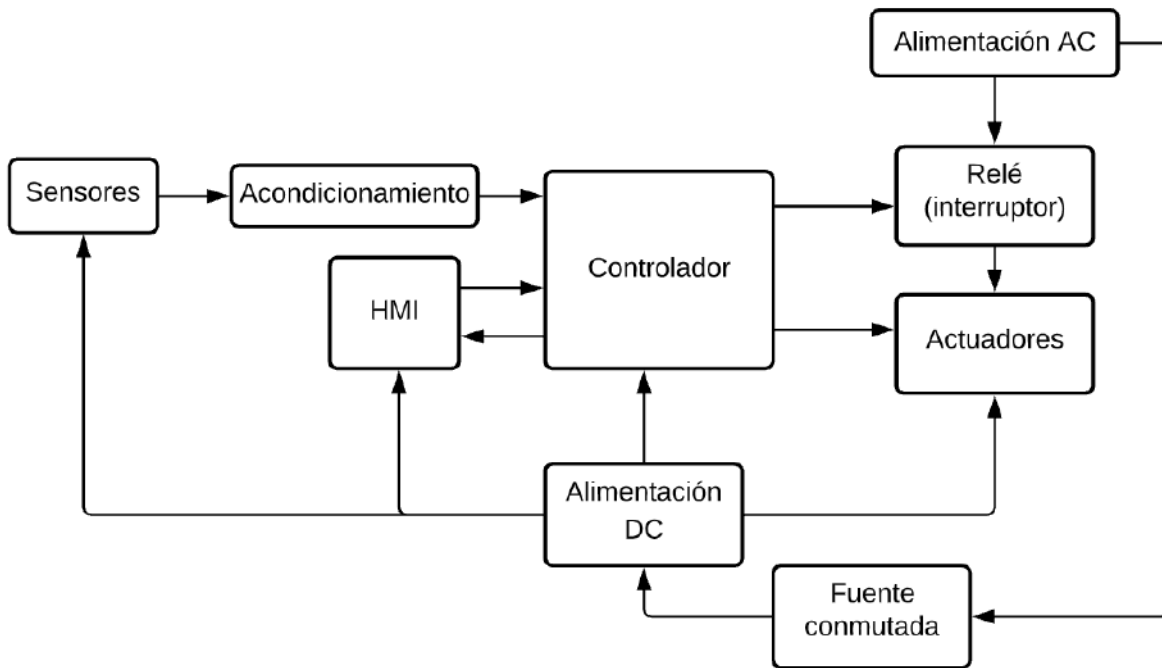 Alimentación AC
Sensores
Acondicionamiento
Relé
(interruptor)
Controlador
HMI
Actuadores
Alimentación
DC
Fuente
conmutada